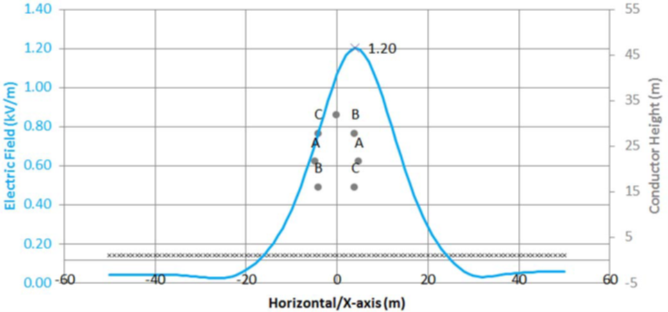 1.40 55
1.20 1.20 45
1.00 35
C B
0.80 25
A A
0.60 B C 15
0.40
0.20 5
0.00 -5
-60 -40 -20 0 20 40 60
Horizontal/X-axis (m)
Electric Field (kV/m)
Conductor Height (m)